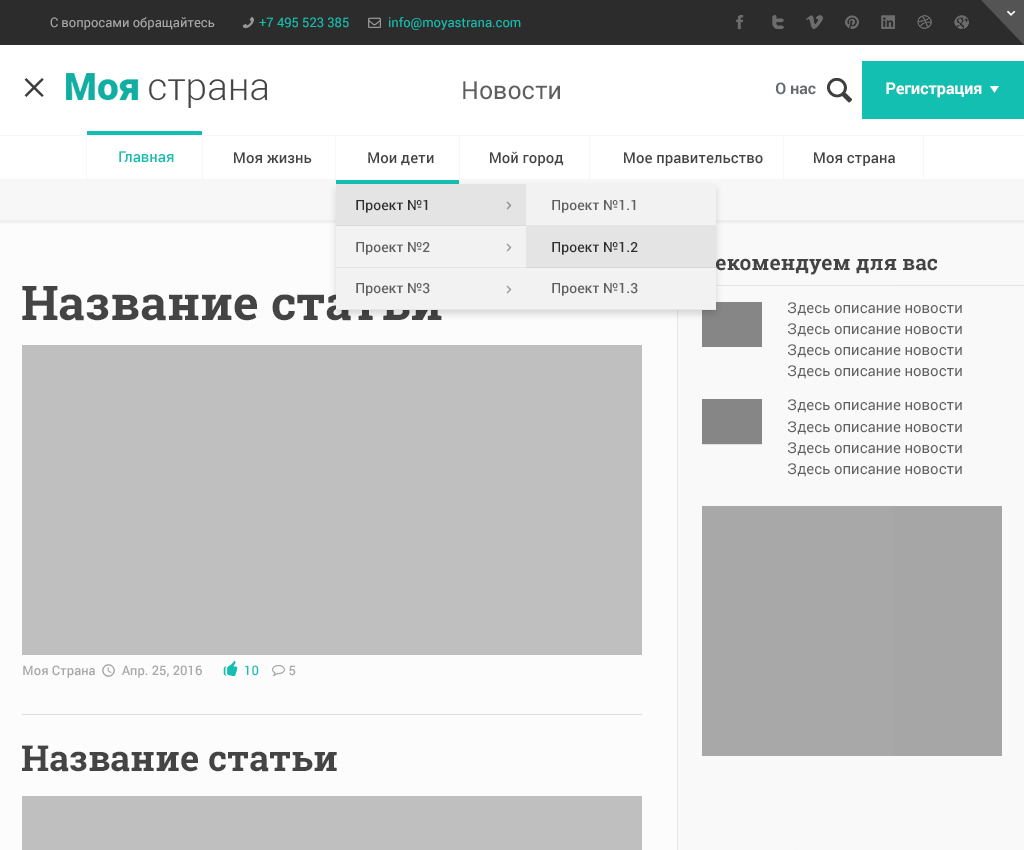 С вопросами обращайтесь +7 495 523 385 info@moyastrana.com
Моя страна
Новости
О нас
Регистрация
Главная Моя жизнь Мои дети Мой город Мое правительство Моя страна
Проект №1 Проект №1.1
Проект №2 Проект №1.2
Проект №3 Проект №1.3
екомендуем для вас
Название статьи
Здесь описание новости
Здесь описание новости
Здесь описание новости
Здесь описание новости
Здесь описание новости
Здесь описание новости
Здесь описание новости
Здесь описание новости
Моя Страна Апр. 25, 2016 10 5
Название статьи